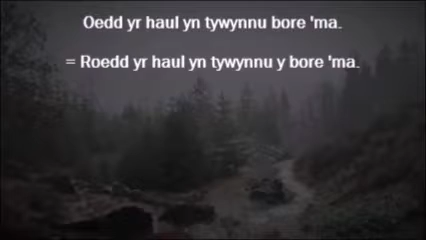 Oedd yr haul yn tywynnu bore 'ma.
= Roedd yr haul yn tywynnu y bore 'ma.